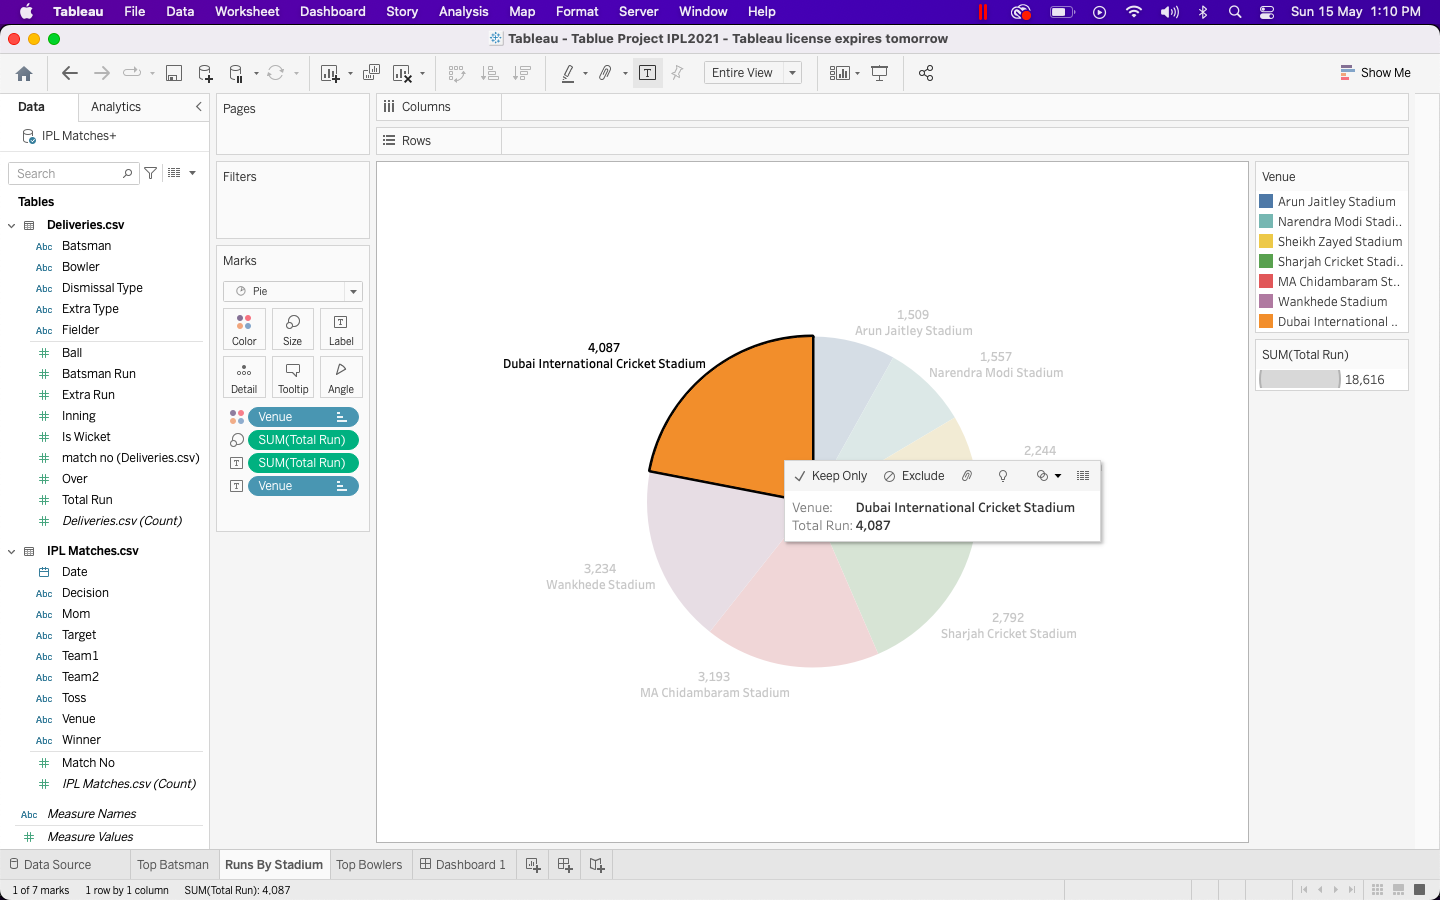 Tableau File Data Worksheet Dashboard Story Analysis Map Format Server Window Help Sun 15 May 1:10 PM
Tableau - Tablue Project IPL2021 - Tableau license expires tomorrow
Entire View
Show Me
Data Analytics
IPL Matches+
Search
Tables
Deliveries.csv
Abc Batsman
Abc Bowler
Abc Dismissal Type
Abc Extra Type
Abc Fielder
Ball
Batsman Run
Extra Run
Inning
Is Wicket
match no (Deliveries.csv)
Over
Total Run
Deliveries.csv (Count)
IPL Matches.csv
Date
Abc Decision
Abc Mom
Abc Target
Abc Team1
Abc Team2
Abc Toss
Abc Venue
Abc Winner
Match No
IPL Matches.csv (Count)
Abc Measure Names
Measure Values
Pages
Filters
Marks
Pie
Color Size Label
Detail Tooltip Angle
Venue
SUM(Total Run)
SUM(Total Run)
Venue
Columns
Rows
1,509
Arun Jaitley Stadium
1,557
Narendra Modi Stadium
4,087
Dubai International Cricket Stadium
2,244
Keep Only Exclude
Venue: Dubai International Cricket Stadium
Total Run: 4,087
3,234
Wankhede Stadium
2,792
Sharjah Cricket Stadium
3,193
MA Chidambaram Stadium
Venue
Arun Jaitley Stadium
Narendra Modi Stadi..
Sheikh Zayed Stadium
Sharjah Cricket Stadi..
MA Chidambaram St..
Wankhede Stadium
Dubai International ..
SUM(Total Run)
18,616
Data Source Top Batsman Runs By Stadium Top Bowlers Dashboard 1
1 of 7 marks 1 row by 1 column SUM(Total Run): 4,087